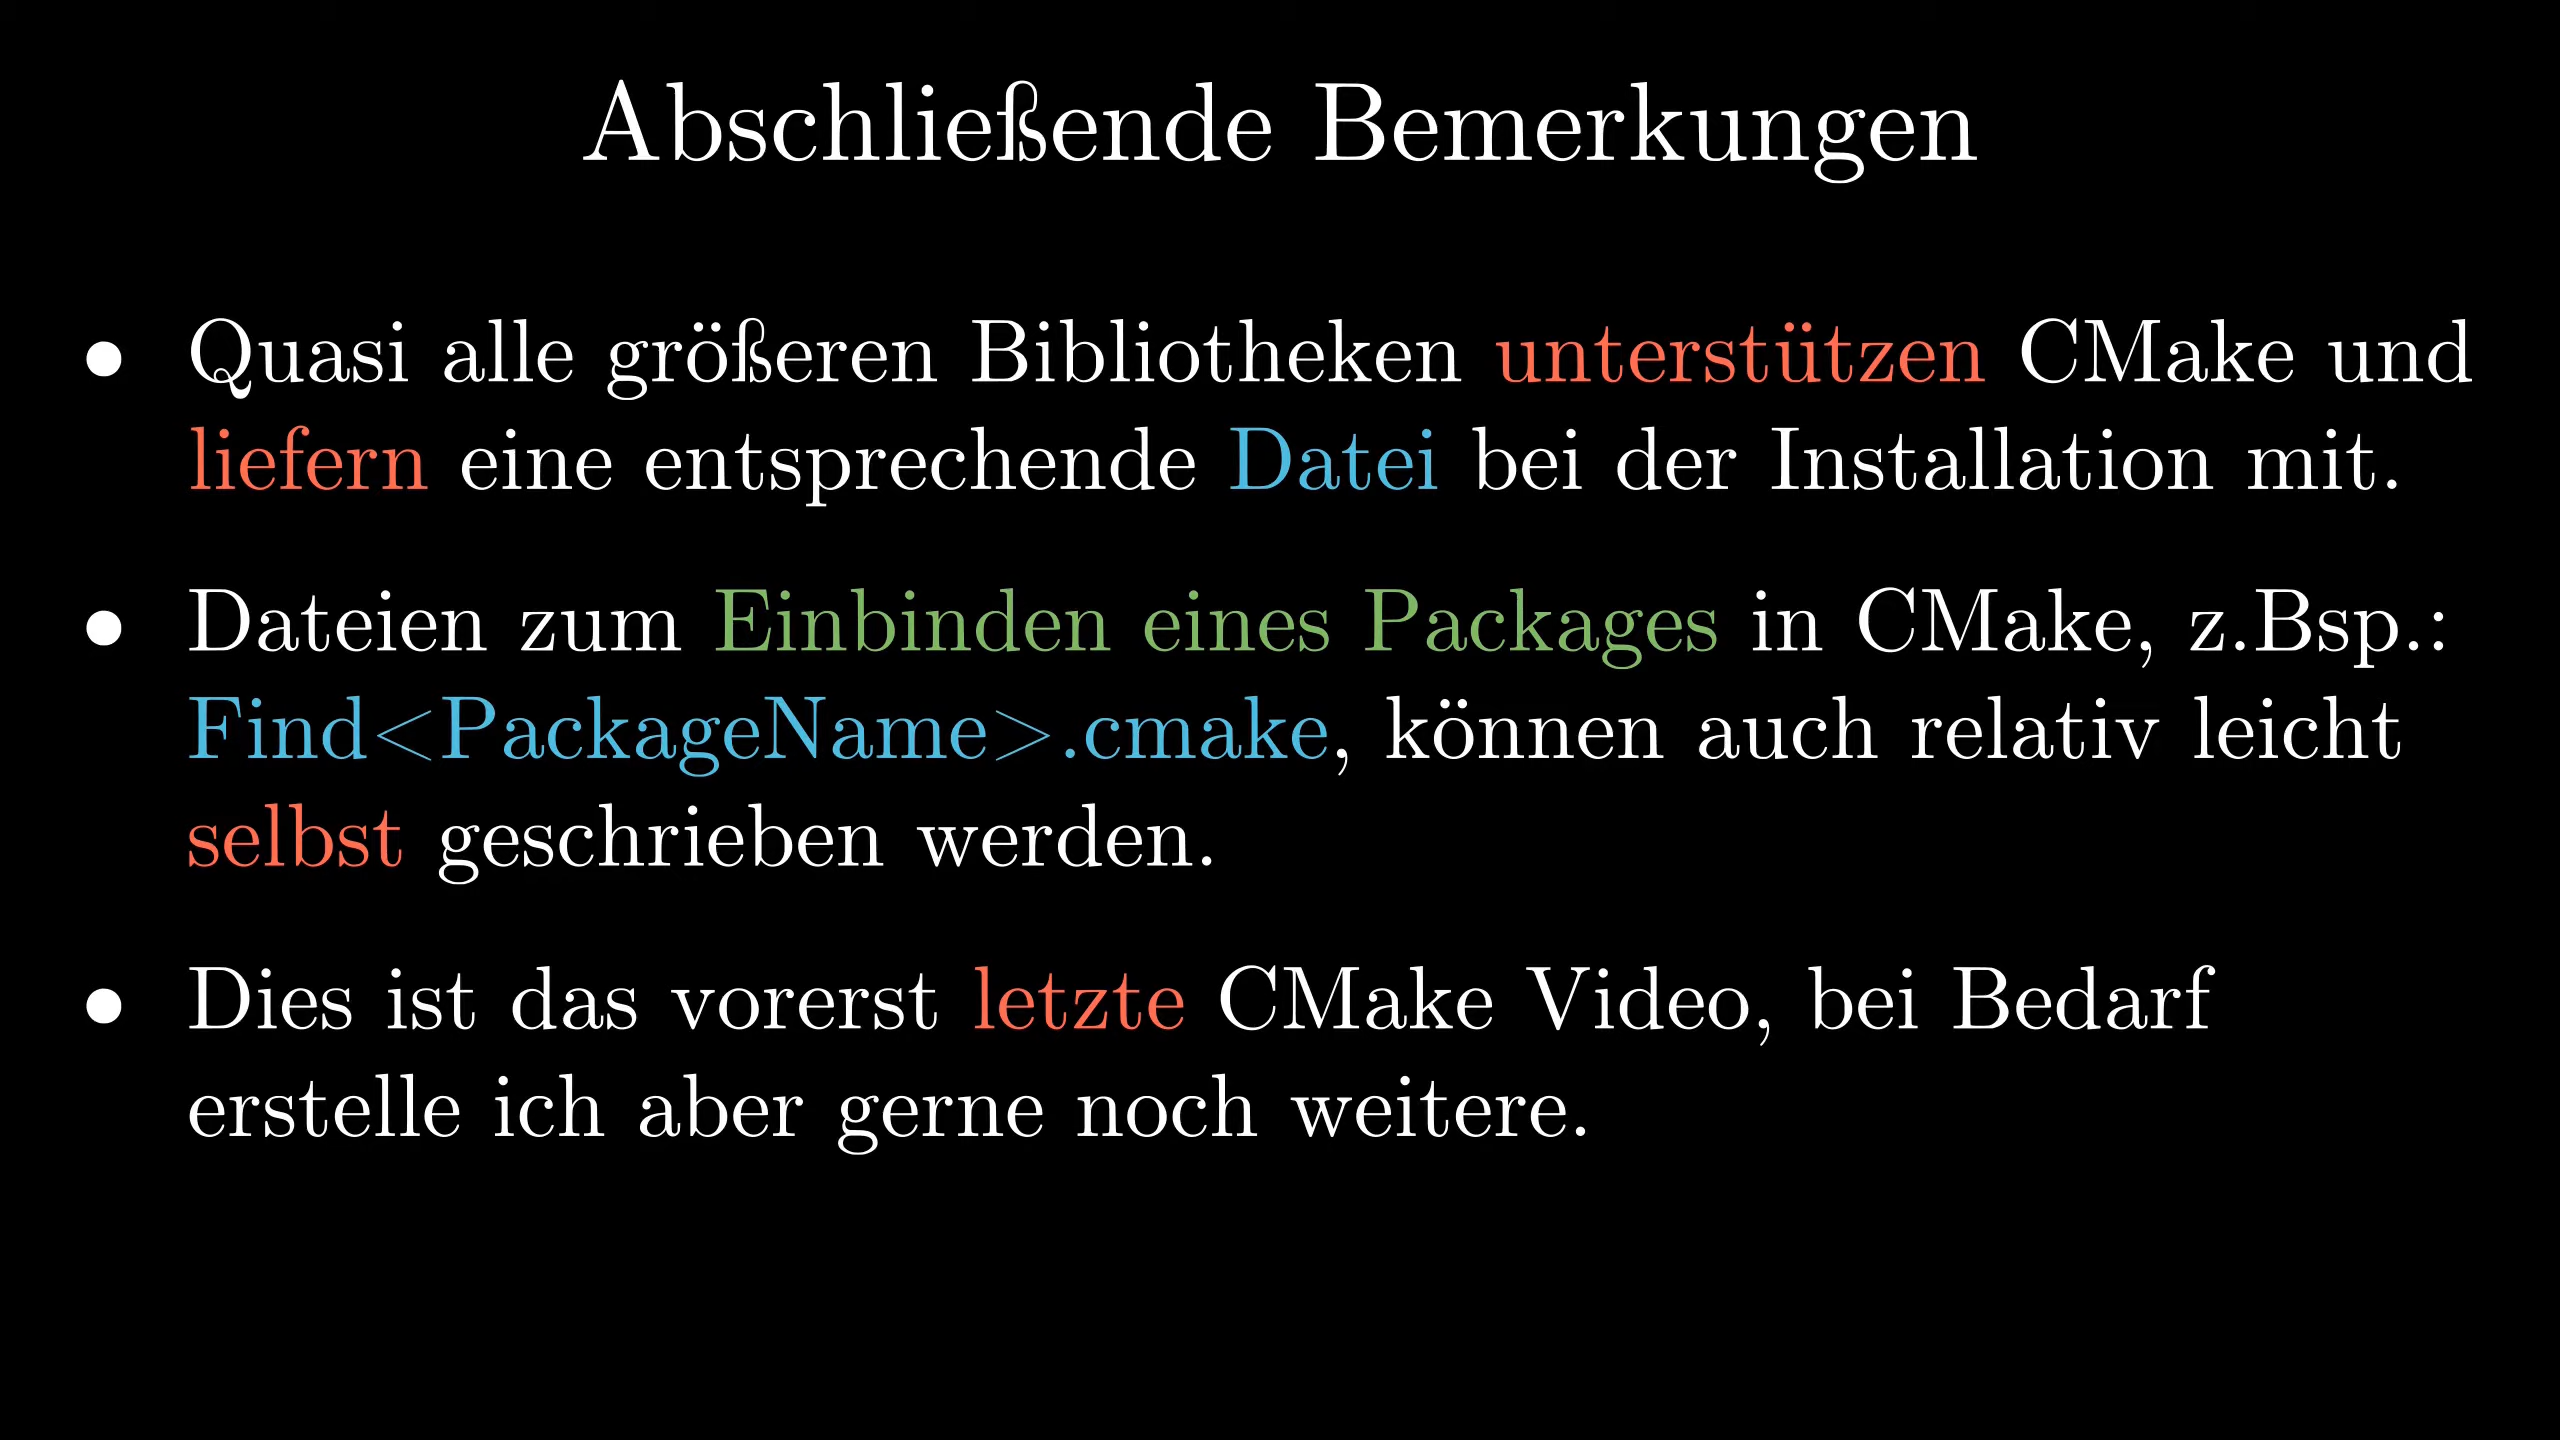 Abschließende Bemerkungen
• Quasi alle größeren Bibliotheken unterstützen CMake und
liefern eine entsprechende Datei bei der Installation mit.
• Dateien zum Einbinden eines Packages in CMake, z.Bsp.:
Find<PackageName>.cmake, können auch relativ leicht
selbst geschrieben werden.
• Dies ist das vorerst letzte CMake Video, bei Bedarf
erstelle ich aber gerne noch weitere.